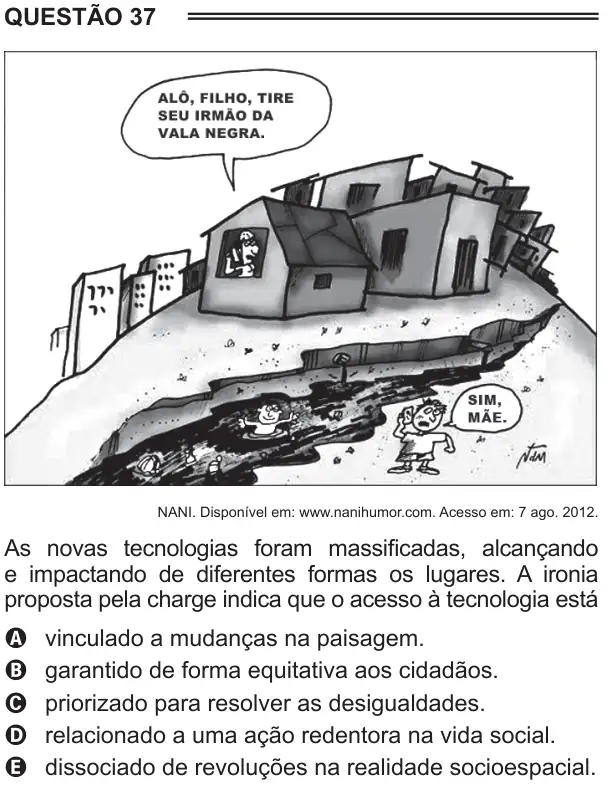 QUESTÃO 37
ALÔ, FILHO, TIRE
SEU IRMÃO DA
VALA NEGRA.
SIM,
MÃE.
NANI
NANI. Disponível em: www.nanihumor.com. Acesso em: 7 ago. 2012.
As novas tecnologias foram massificadas, alcançando
e impactando de diferentes formas os lugares. A ironia
proposta pela charge indica que o acesso à tecnologia está
A vinculado a mudanças na paisagem.
B garantido de forma equitativa aos cidadãos.
C priorizado para resolver as desigualdades.
D relacionado a uma ação redentora na vida social.
E dissociado de revoluções na realidade socioespacial.